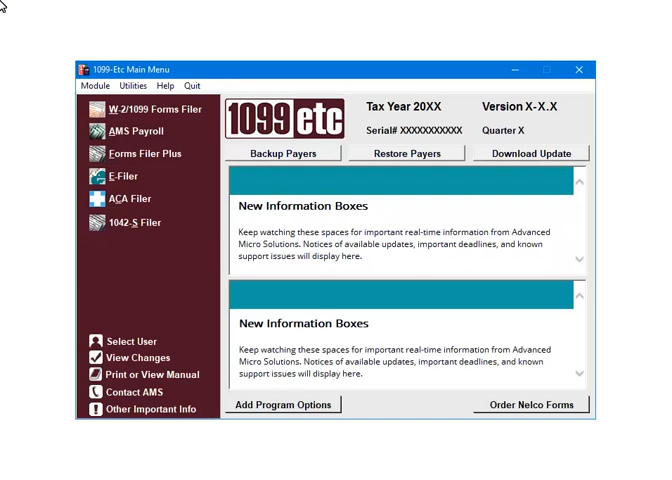 1099-Etc Main Menu
Module Utilities Help Quit
W-2/1099 Forms Filer
AMS Payroll
Forms Filer Plus
E-Filer
ACA Filer
1042-S Filer
Select User
View Changes
Print or View Manual
Contact AMS
Other Important Info
1099 etc
Tax Year 20XX Version X-X.X
Serial# XXXXXXXXXXX Quarter X
Backup Payers Restore Payers Download Update
New Information Boxes
Keep watching these spaces for important real-time information from Advanced
Micro Solutions. Notices of available updates, important deadlines, and known
support issues will display here.
New Information Boxes
Keep watching these spaces for important real-time information from Advanced
Micro Solutions. Notices of available updates, important deadlines, and known
support issues will display here.
Add Program Options Order Nelco Forms